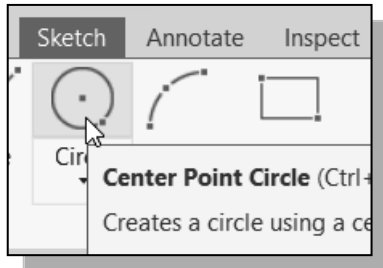 Sketch Annotate Inspect
Cir
Center Point Circle (Ctrl+
Creates a circle using a ce